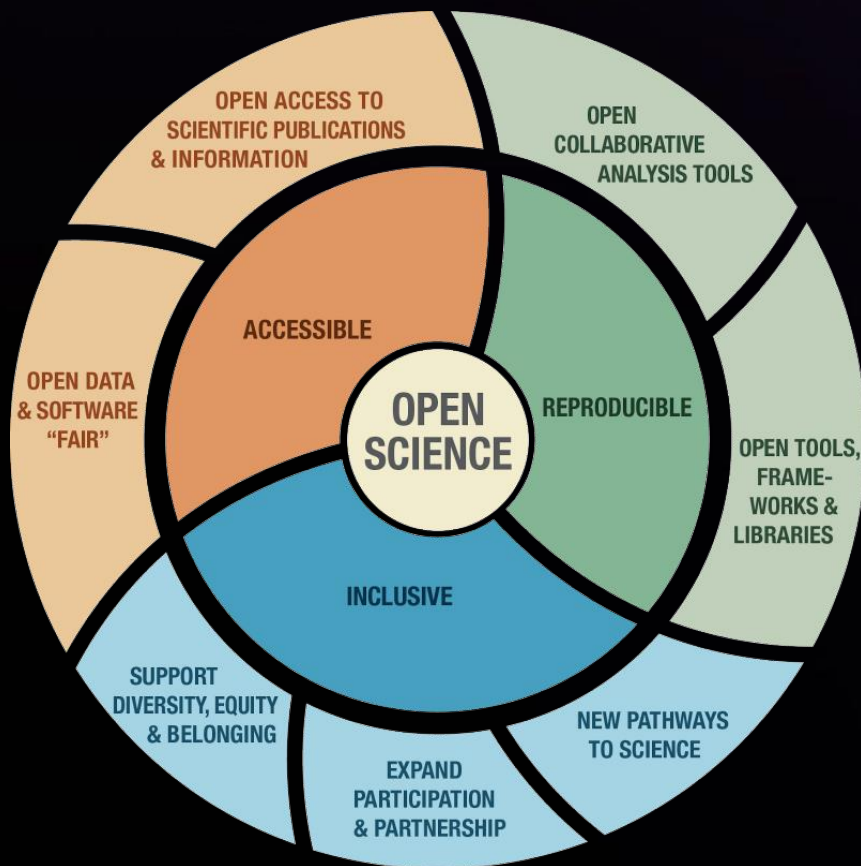 OPEN ACCESS TO
SCIENTIFIC PUBLICATIONS
& INFORMATION
OPEN
COLLABORATIVE
ANALYSIS TOOLS
ACCESSIBLE
OPEN DATA
& SOFTWARE
“FAIR”
OPEN
SCIENCE
REPRODUCIBLE
OPEN TOOLS,
FRAME-
WORKS &
LIBRARIES
INCLUSIVE
SUPPORT
DIVERSITY, EQUITY
& BELONGING
EXPAND
PARTICIPATION
& PARTNERSHIP
NEW PATHWAYS
TO SCIENCE